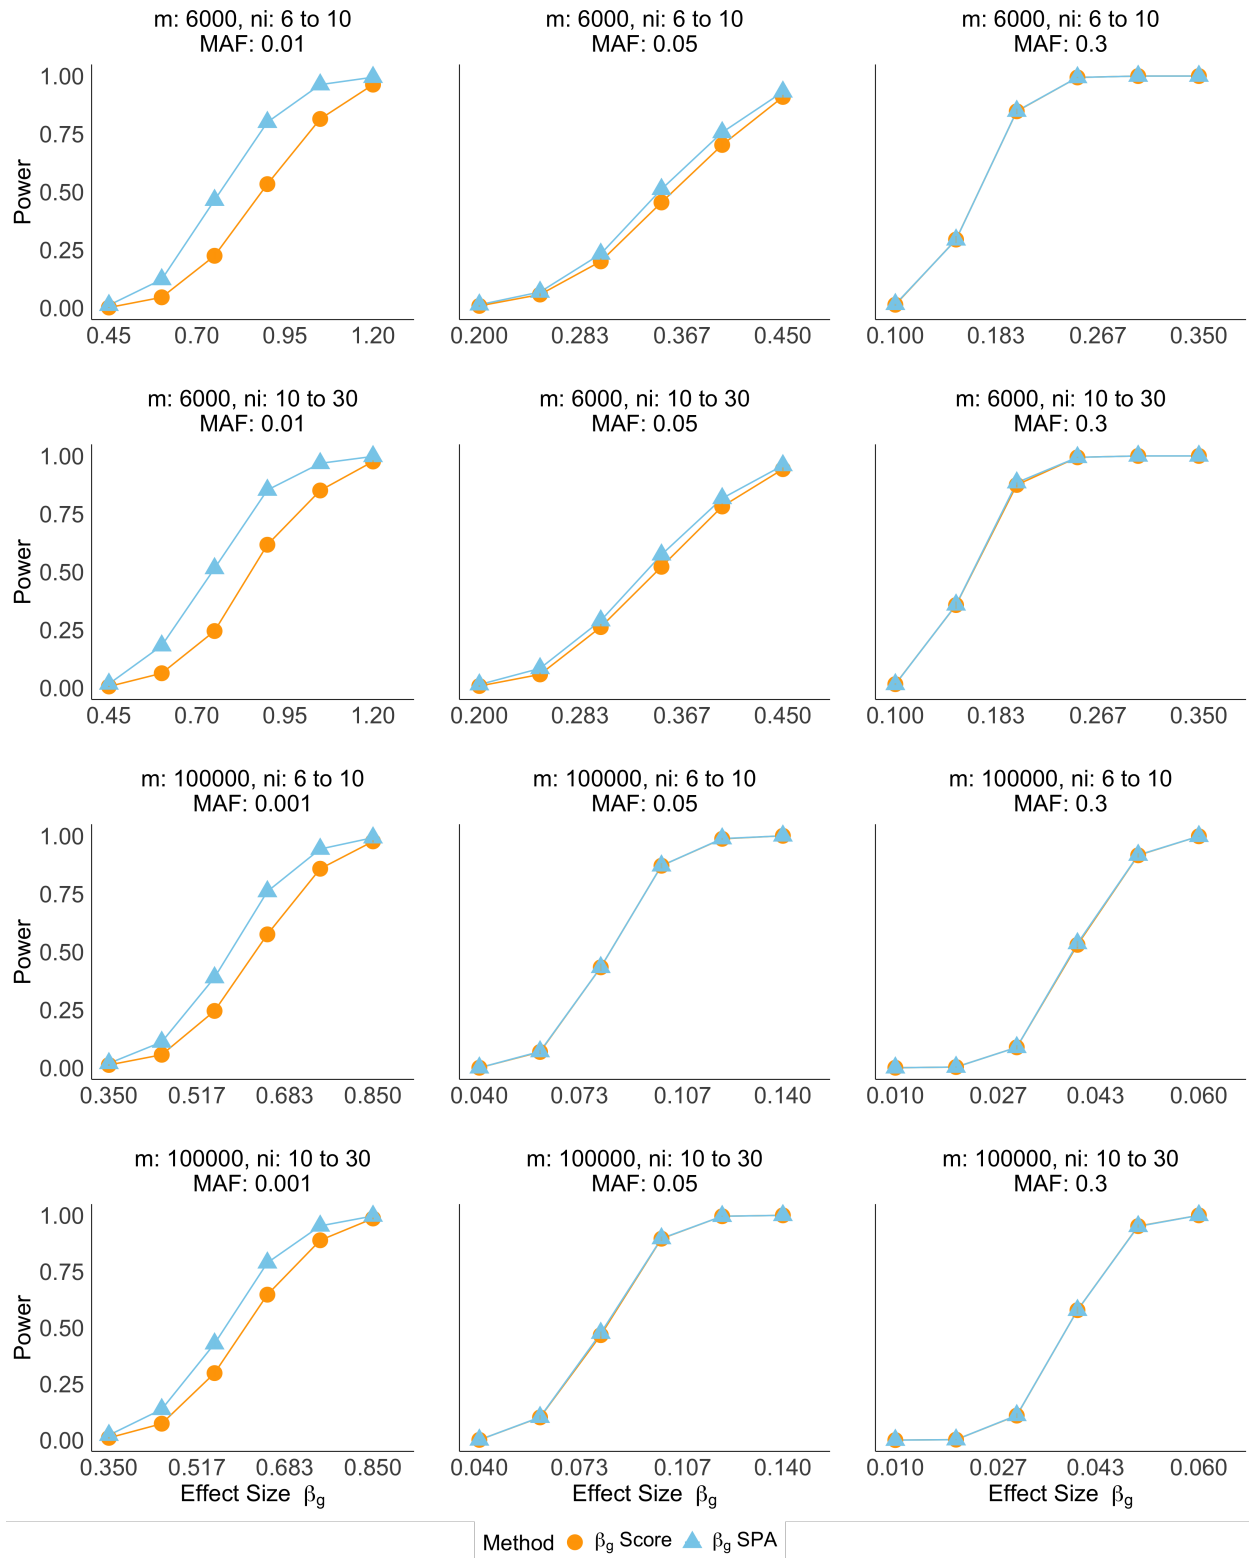 m: 6000, ni: 6 to 10
MAF: 0.01
m: 6000, ni: 6 to 10
MAF: 0.05
m: 6000, ni: 6 to 10
MAF: 0.3
Power
1.00
0.75
0.50
0.25
0.00
0.45 0.70 0.95 1.20
0.200 0.283 0.367 0.450
0.100 0.183 0.267 0.350
m: 6000, ni: 10 to 30
MAF: 0.01
m: 6000, ni: 10 to 30
MAF: 0.05
m: 6000, ni: 10 to 30
MAF: 0.3
Power
1.00
0.75
0.50
0.25
0.00
0.45 0.70 0.95 1.20
0.200 0.283 0.367 0.450
0.100 0.183 0.267 0.350
m: 100000, ni: 6 to 10
MAF: 0.001
m: 100000, ni: 6 to 10
MAF: 0.05
m: 100000, ni: 6 to 10
MAF: 0.3
Power
1.00
0.75
0.50
0.25
0.00
0.350 0.517 0.683 0.850
0.040 0.073 0.107 0.140
0.010 0.027 0.043 0.060
m: 100000, ni: 10 to 30
MAF: 0.001
m: 100000, ni: 10 to 30
MAF: 0.05
m: 100000, ni: 10 to 30
MAF: 0.3
Power
1.00
0.75
0.50
0.25
0.00
0.350 0.517 0.683 0.850
0.040 0.073 0.107 0.140
0.010 0.027 0.043 0.060
Effect Size βg
Effect Size βg
Effect Size βg
Method βg Score βg SPA